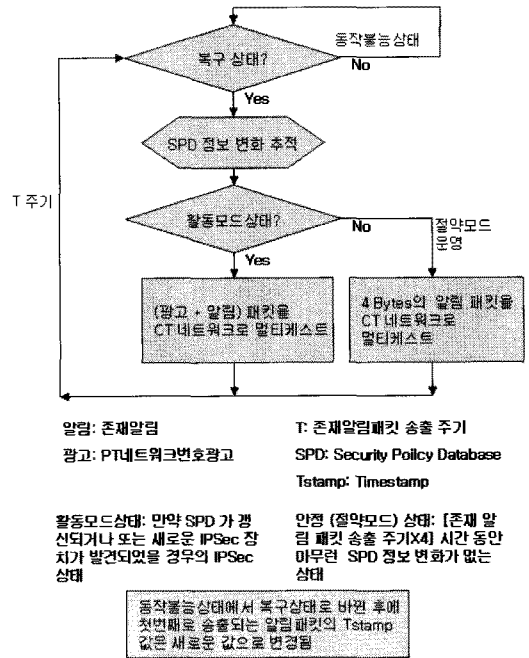 동작불능상태
복구 상태?
No
Yes
SPD 정보 변화 추적
T 주기
활동모드상태?
No
절약모드
운영
Yes
(광고 + 알림) 패킷을
CT네트워크로
멀티케스트
4 Bytes의 알림 패킷을
CT네트워크로
멀티케스트
알림: 존재알림
T: 존재알림패킷 송출 주기
광고: PT네트워크번호광고
SPD: Security Poilcy Database
Tstamp: Timestamp
활동모드상태: 만약 SPD 가 갱
신되거나 또는 새로운 IPSec 장
치가 발견되었을 경우의 IPSec
상태
안정 (절약모드) 상태: [존재 알
림 패킷 송출 주기X4] 시간 동안
아무런 SPD 정보 변화가 없는
상태
동작불능상태에서 복구상태로 바뀐 후에
첫번째로 송출되는 알림패킷의 Tstamp
값은 새로운 값으로 변경됨